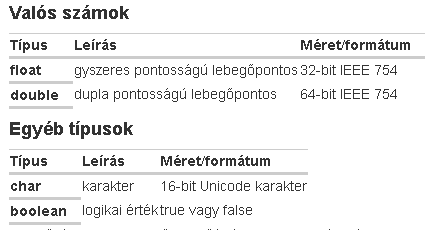 Valós számok
Típus Leírás Méret/formátum
float gyszeres pontosságú lebegőpontos 32-bit IEEE 754
double dupla pontosságú lebegőpontos 64-bit IEEE 754
Egyéb típusok
Típus Leírás Méret/formátum
char karakter 16-bit Unicode karakter
boolean logikai érték true vagy false